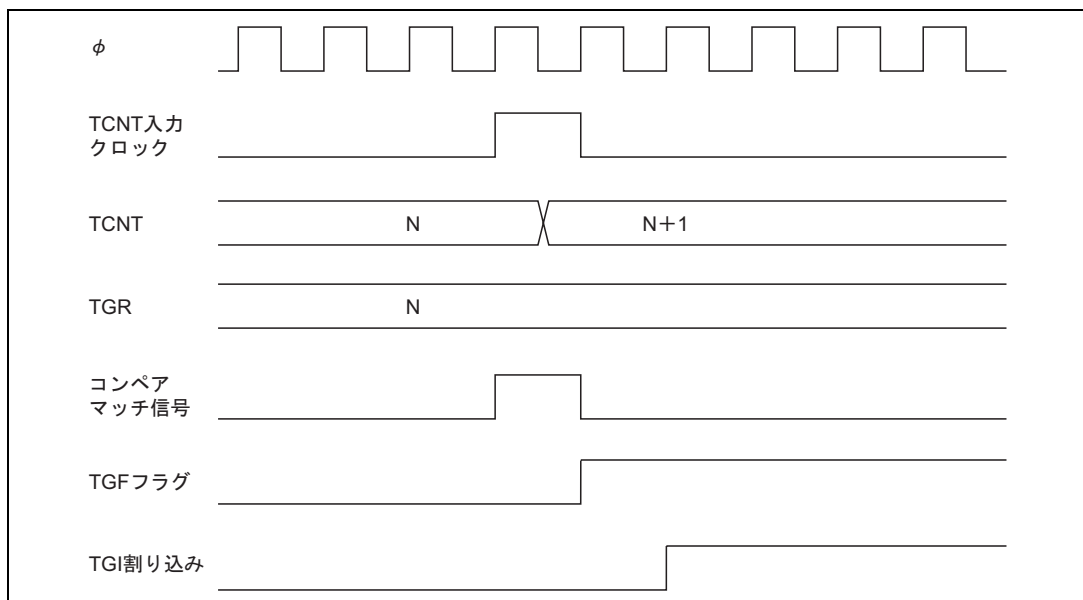 φ
TCNT入力
クロック
TCNT
N
N＋1
TGR
N
コンペア
マッチ信号
TGFフラグ
TGI割り込み